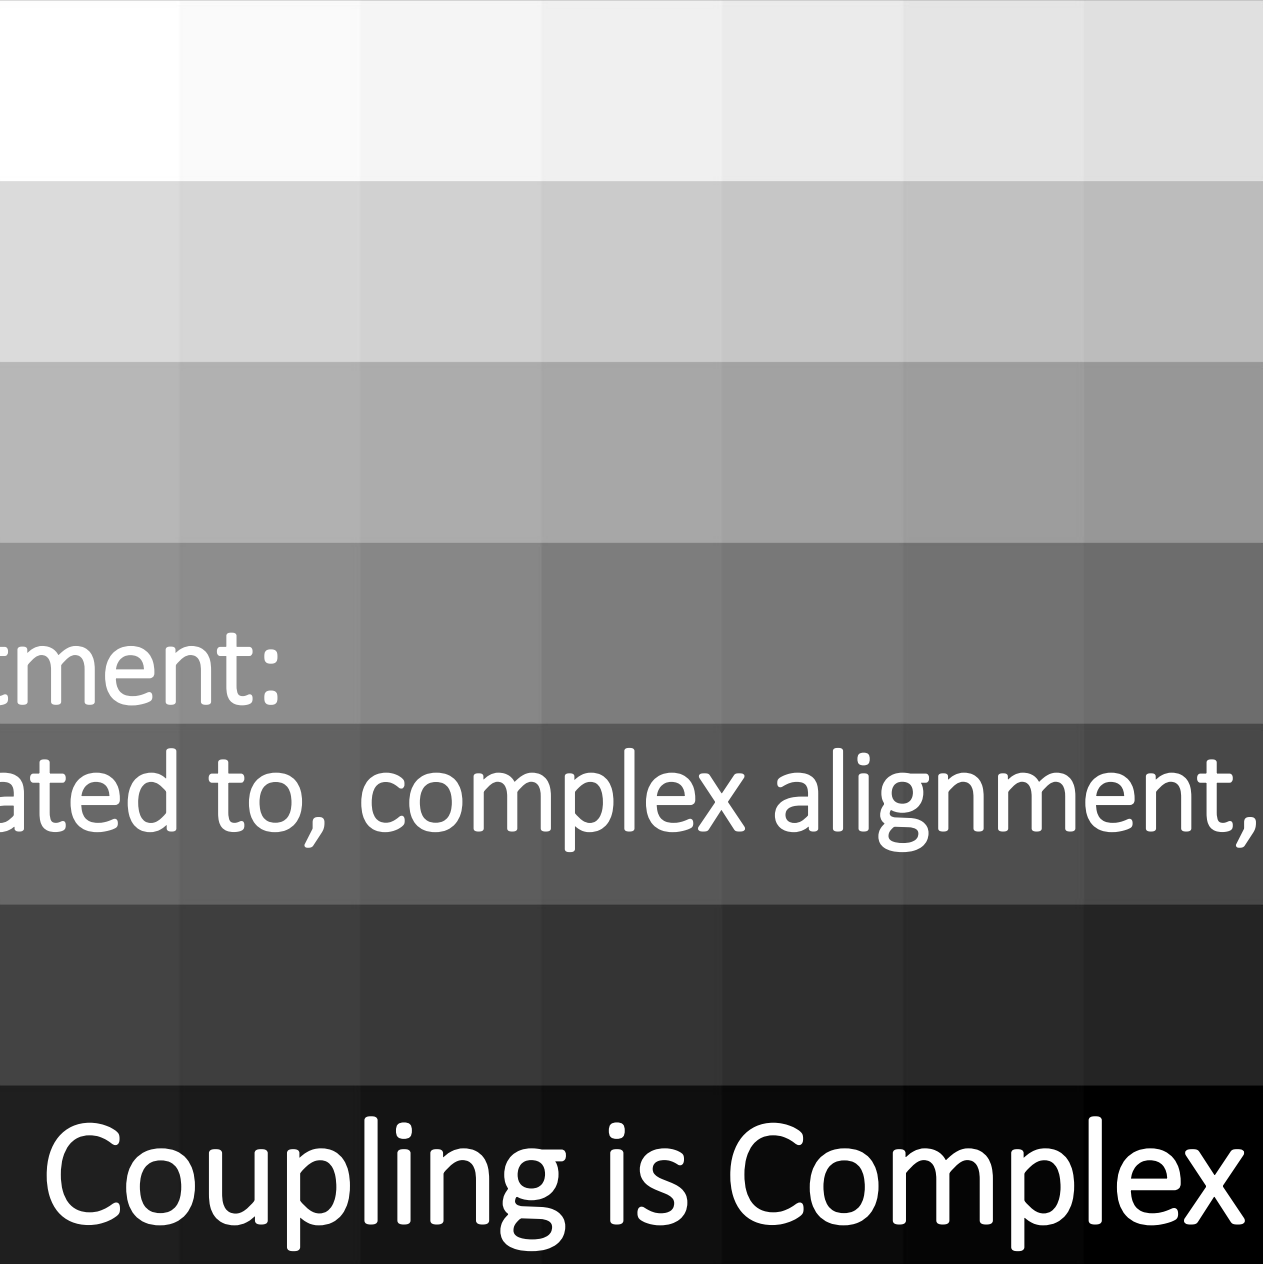 tment:
ated to, complex alignment,
Coupling is Complex